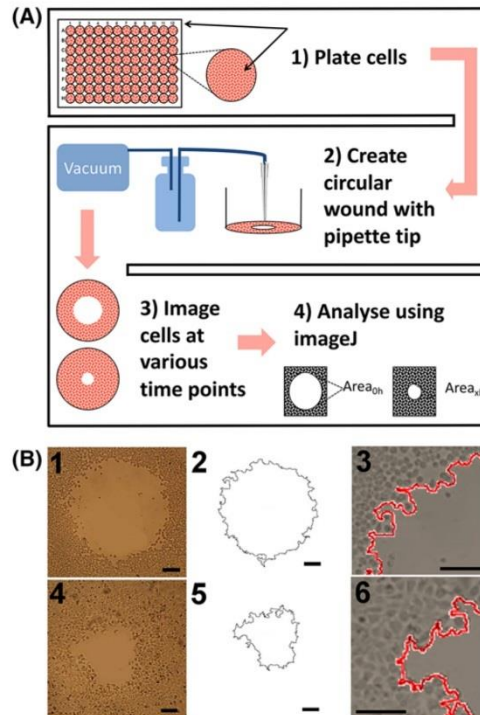 (A)
1) Plate cells
Vacuum
2) Create
circular
wound with
pipette tip
3) Image
cells at
various
time points
4) Analyse using
imageJ
Area0h
(B)
1
2
3
4
5
6